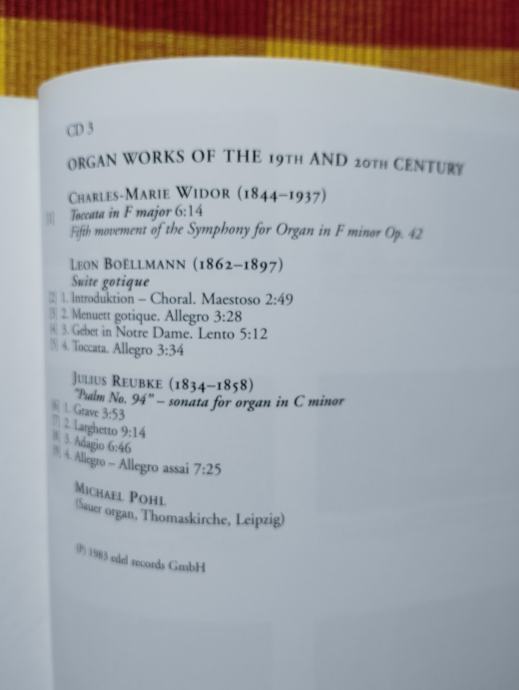 CD 3
ORGAN WORKS OF THE 19TH AND 20TH CENTURY
CHARLES-MARIE WIDOR (1844–1937)
[1] Toccata in F major 6:14
Fifth movement of the Symphony for Organ in F minor Op. 42
LEON BOËLLMANN (1862–1897)
Suite gotique
[2] 1. Introduktion – Choral. Maestoso 2:49
[3] 2. Menuett gotique. Allegro 3:28
[4] 3. Gebet in Notre Dame. Lento 5:12
[5] 4. Toccata. Allegro 3:34
JULIUS REUBKE (1834–1858)
"Psalm No. 94" – sonata for organ in C minor
[6] 1. Grave 3:53
[7] 2. Larghetto 9:14
[8] 3. Adagio 6:46
[9] 4. Allegro – Allegro assai 7:25
MICHAEL POHL
(Sauer organ, Thomaskirche, Leipzig)
(P) 1983 edel records GmbH